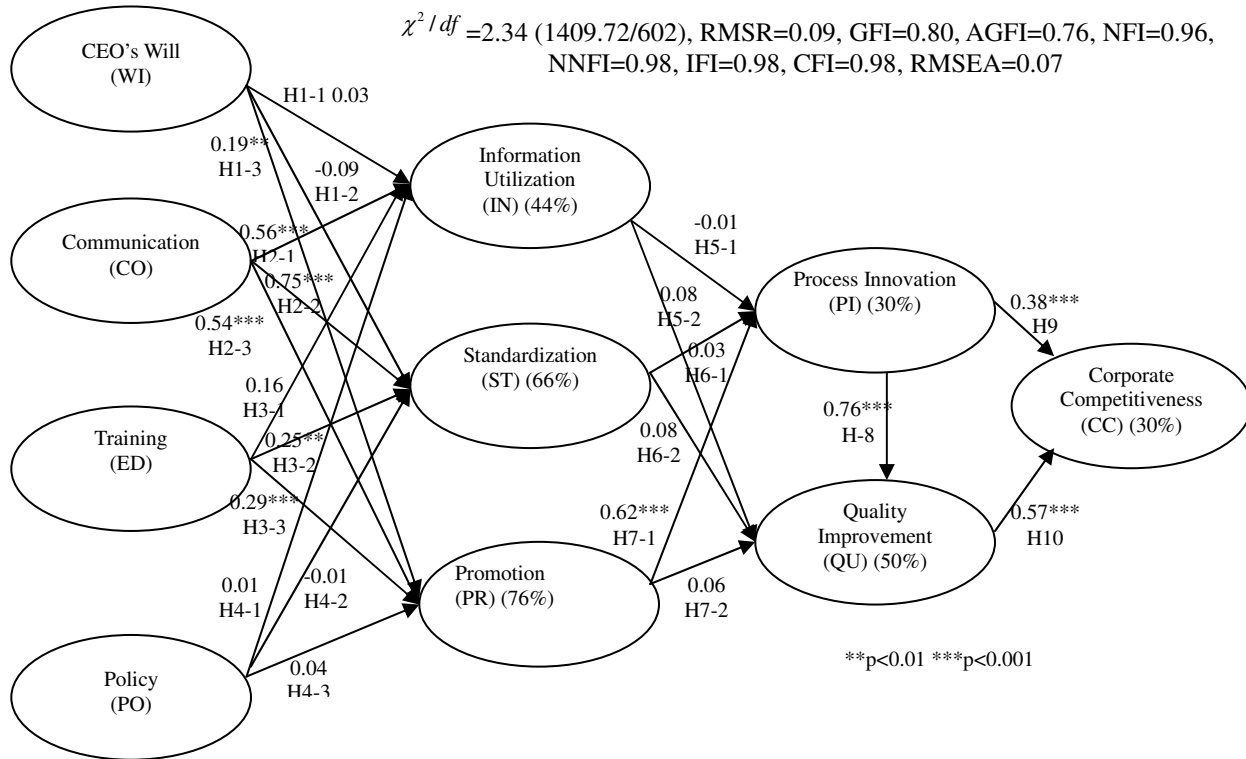 χ² / df =2.34 (1409.72/602), RMSR=0.09, GFI=0.80, AGFI=0.76, NFI=0.96,
NNFI=0.98, IFI=0.98, CFI=0.98, RMSEA=0.07
CEO's Will
(WI)
H1-1 0.03
0.19**
H1-3
-0.09
H1-2
Information
Utilization
(IN) (44%)
Communication
(CO)
0.56***
H2-1
0.75***
H2-2
0.54***
H2-3
-0.01
H5-1
0.08
H5-2
Process Innovation
(PI) (30%)
0.38***
H9
Standardization
(ST) (66%)
0.03
H6-1
0.08
H6-2
0.76***
H-8
Corporate
Competitiveness
(CC) (30%)
Training
(ED)
0.16
H3-1
0.25**
H3-2
0.29***
H3-3
0.62***
H7-1
Quality
Improvement
(QU) (50%)
0.57***
H10
0.01
H4-1
-0.01
H4-2
Promotion
(PR) (76%)
0.06
H7-2
Policy
(PO)
0.04
H4-3
**p<0.01 ***p<0.001